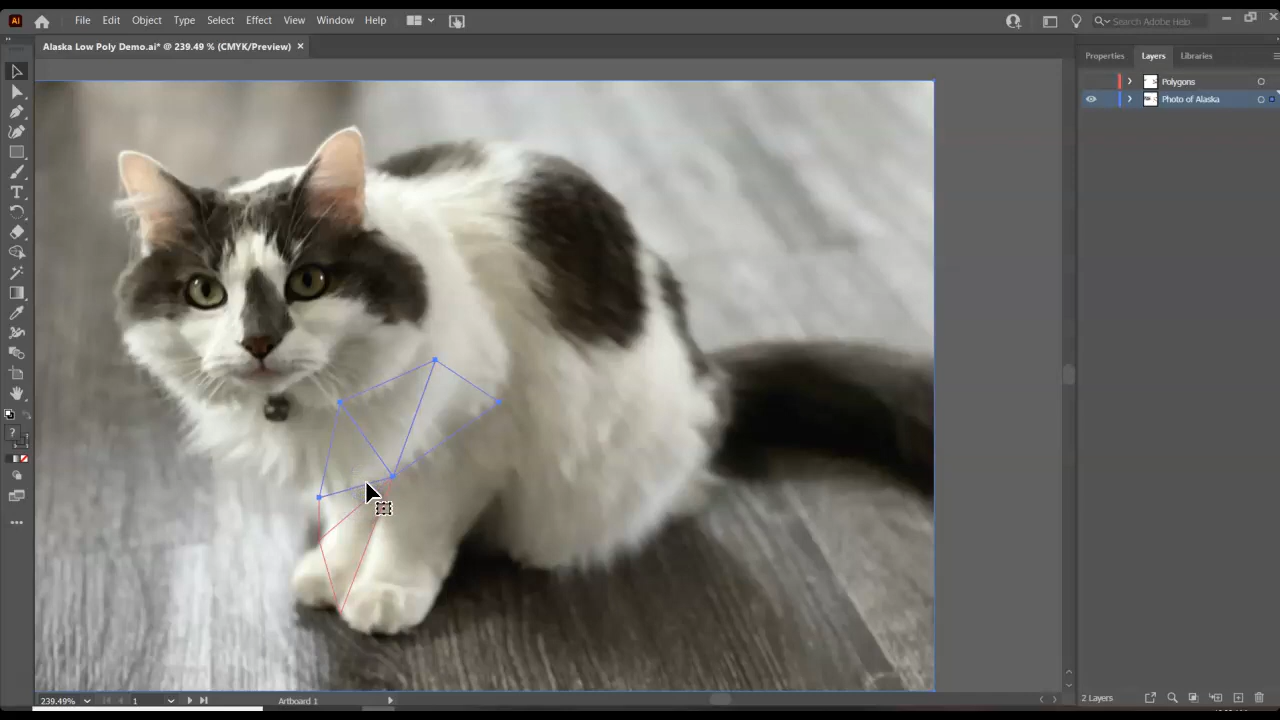 Ai File Edit Object Type Select Effect View Window Help Search Adobe Help
Alaska Low Poly Demo.ai* @ 239.49 % (CMYK/Preview) ×
Properties Layers Libraries
Polygons
Photo of Alaska
239.49% 1 Artboard 1
2 Layers